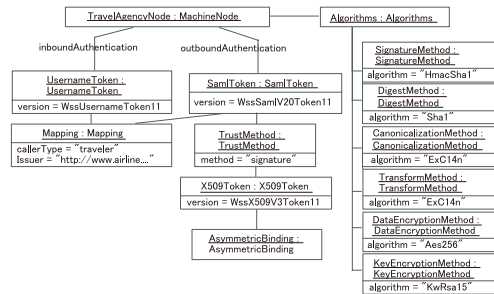 TravelAgencyNode : MachineNode
Algorithms : Algorithms
inboundAuthentication
outboundAuthentication
UsernameToken :
UsernameToken
version = WssUsernameToken11
SamlToken : SamlToken
version = WssSamlV20Token11
Mapping : Mapping
callerType = "traveler"
Issuer = "http://www.airline...."
TrustMethod :
TrustMethod
method = "signature"
X509Token : X509Token
version = WssX509V3Token11
AsymmetricBinding :
AsymmetricBinding
SignatureMethod :
SignatureMethod
algorithm = "HmacSha1"
DigestMethod :
DigestMethod
algorithm = "Sha1"
CanonicalizationMethod :
CanonicalizationMethod
algorithm = "ExC14n"
TransformMethod :
TransformMethod
algorithm = "ExC14n"
DataEncryptionMethod :
DataEncryptionMethod
algorithm = "Aes256"
KeyEncryptionMethod :
KeyEncryptionMethod
algorithm = "KwRsa15"